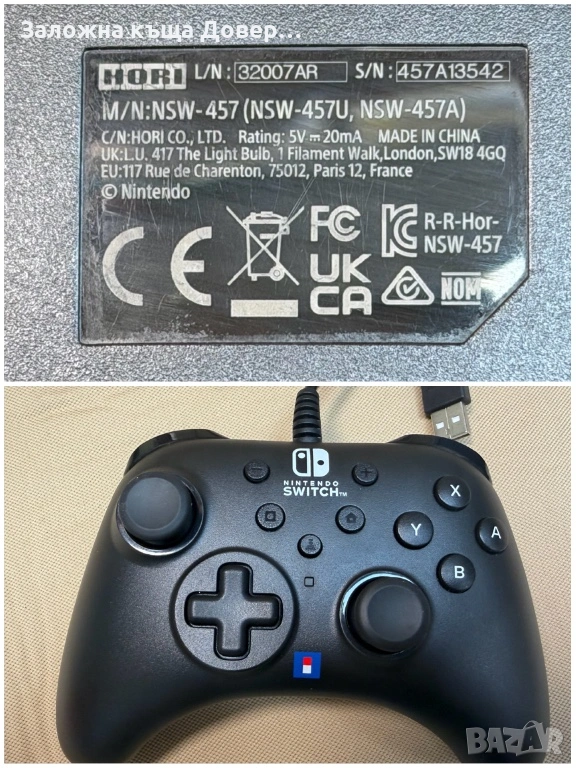 Заложна къща Довер...
HORI L/N: 32007AR S/N: 457A13542
M/N:NSW-457 (NSW-457U, NSW-457A)
C/N:HORI CO., LTD. Rating: 5V⎓20mA MADE IN CHINA
UK:L.U. 417 The Light Bulb, 1 Filament Walk,London,SW18 4GQ
EU:117 Rue de Charenton, 75012, Paris 12, France
© Nintendo
CE FC R-R-Hor-
NSW-457
UK
CA NOM
NINTENDO
SWITCH™
X
Y A
B
BAZAR